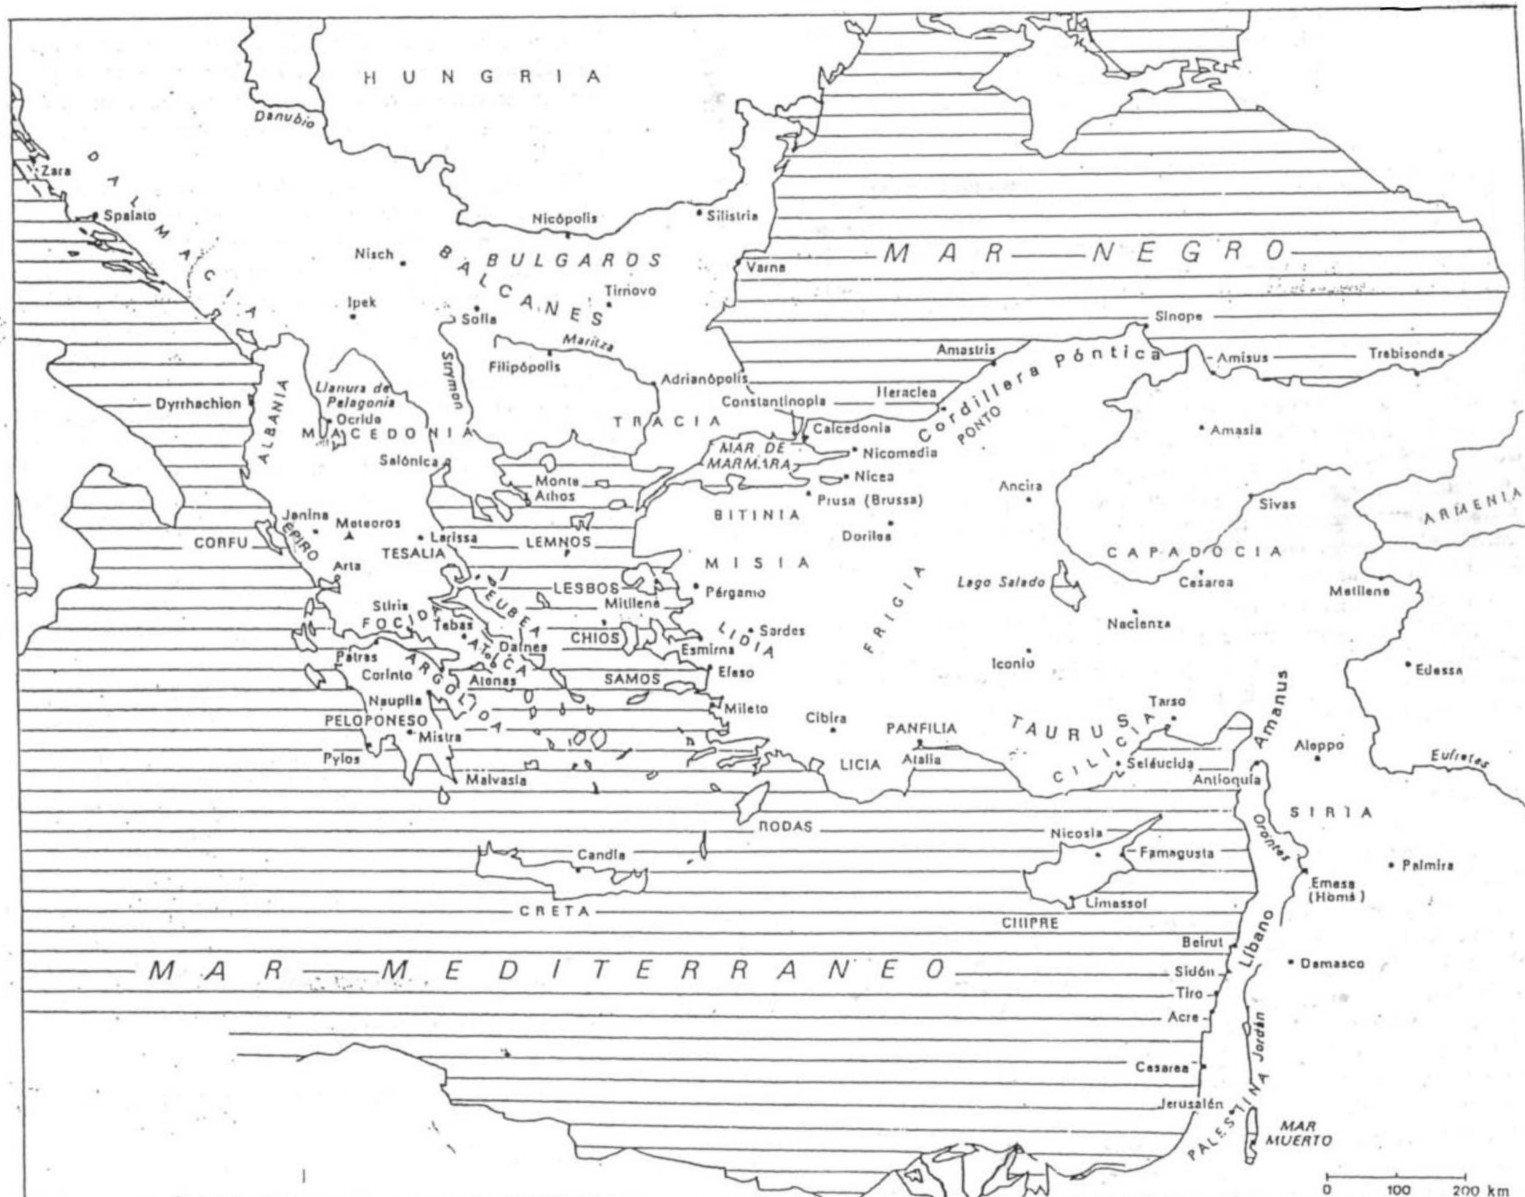 HUNGRIA
Danubio
Zara
DALMACIA
Spalato
Nicópolis
Silistria
Nisch
BALCANES
BULGAROS
MAR NEGRO
Varna
Tirnovo
Ipek
Sofia
Maritza
Sinope
Filipópolis
Strymon
Amastris
Cordillera Póntica
Amisus
Trebisonda
Llanura de
Pelagonia
Adrianópolis
Heraclea
Dyrrhachion
ALBANIA
Ocrida
MACEDONIA
TRACIA
Constantinopla
Calcedonia
PONTO
Amasia
Salónica
MAR DE
MARMARA
Nicomedia
Monte
Athos
Nicea
Prusa (Brussa)
Ancira
Sivas
ARMENIA
Janina
Meteoros
BITINIA
CORFU
EPIRO
Larissa
TESALIA
LEMNOS
Dorilea
CAPADOCIA
Arta
MISIA
FRIGIA
Lago Salado
Cesarea
Metilene
LESBOS
Mitilene
Pérgamo
Stiris
FOCIDA
Tebas
EUBEA
CHIOS
LIDIA
Sardes
Nacianza
Patras
ATICA
Dafnea
Esmirna
Iconio
Edessa
Corinto
ARGOLIDA
Atenas
SAMOS
Efeso
Nauplia
PELOPONESO
Mistra
Mileto
Cibira
PANFILIA
TAURUS
Tarso
Amanus
Pylos
Malvasia
LICIA
Atalia
CILICIA
Seléucida
Antioquía
Aleppo
Eufrates
SIRIA
RODAS
Nicosia
Orontes
Candia
Famagusta
Palmira
Emesa
(Homs)
CRETA
Limassol
CHIPRE
MAR MEDITERRANEO
Beirut
Líbano
Sidón
Damasco
Tiro
Acre
Jordán
Cesarea
Jerusalén
PALESTINA
MAR
MUERTO
0 100 200 km